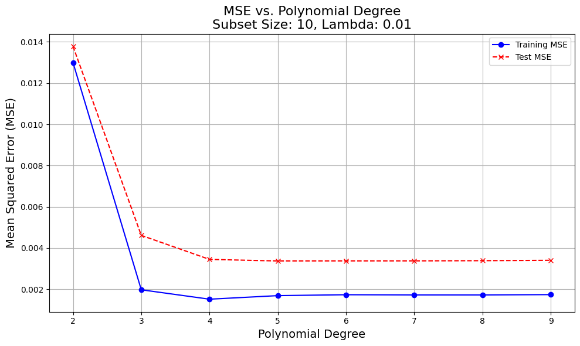 MSE vs. Polynomial Degree
Subset Size: 10, Lambda: 0.01
Training MSE
Test MSE
Mean Squared Error (MSE)
0.014
0.012
0.010
0.008
0.006
0.004
0.002
2 3 4 5 6 7 8 9
Polynomial Degree